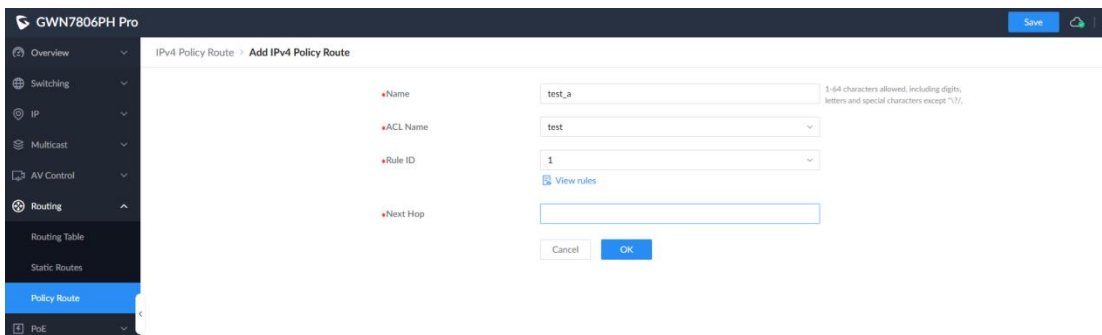 GWN7806PH Pro
Save
Overview
IPv4 Policy Route > Add IPv4 Policy Route
Switching
*Name
test_a
1-64 characters allowed, including digits,
letters and special characters except "\?/,
IP
*ACL Name
test
Multicast
*Rule ID
1
AV Control
View rules
Routing
*Next Hop
Routing Table
Cancel
OK
Static Routes
Policy Route
PoE